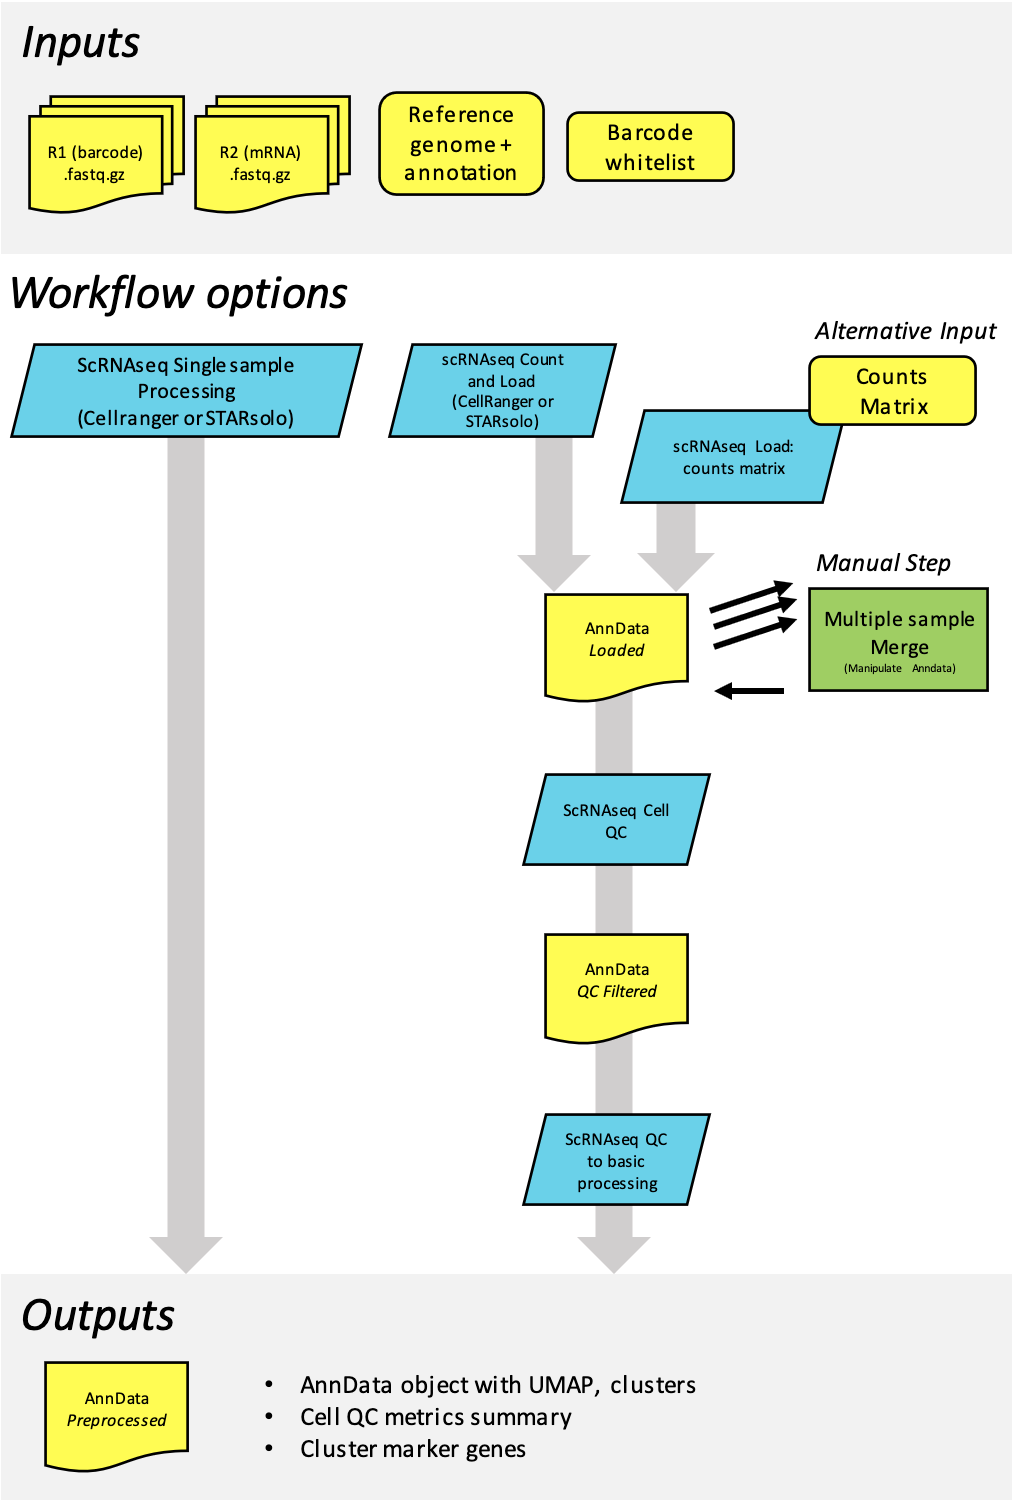 Inputs
R1 (barcode)
.fastq.gz
R2 (mRNA)
.fastq.gz
Reference
genome +
annotation
Barcode
whitelist
Workflow options
ScRNAseq Single sample
Processing
(Cellranger or STARsolo)
scRNAseq Count
and Load
(CellRanger or
STARsolo)
Alternative Input
Counts
Matrix
scRNAseq Load:
counts matrix
Manual Step
AnnData
Loaded
Multiple sample
Merge
(Manipulate Anndata)
ScRNAseq Cell
QC
AnnData
QC Filtered
ScRNAseq QC
to basic
processing
Outputs
AnnData
Preprocessed
• AnnData object with UMAP, clusters
• Cell QC metrics summary
• Cluster marker genes